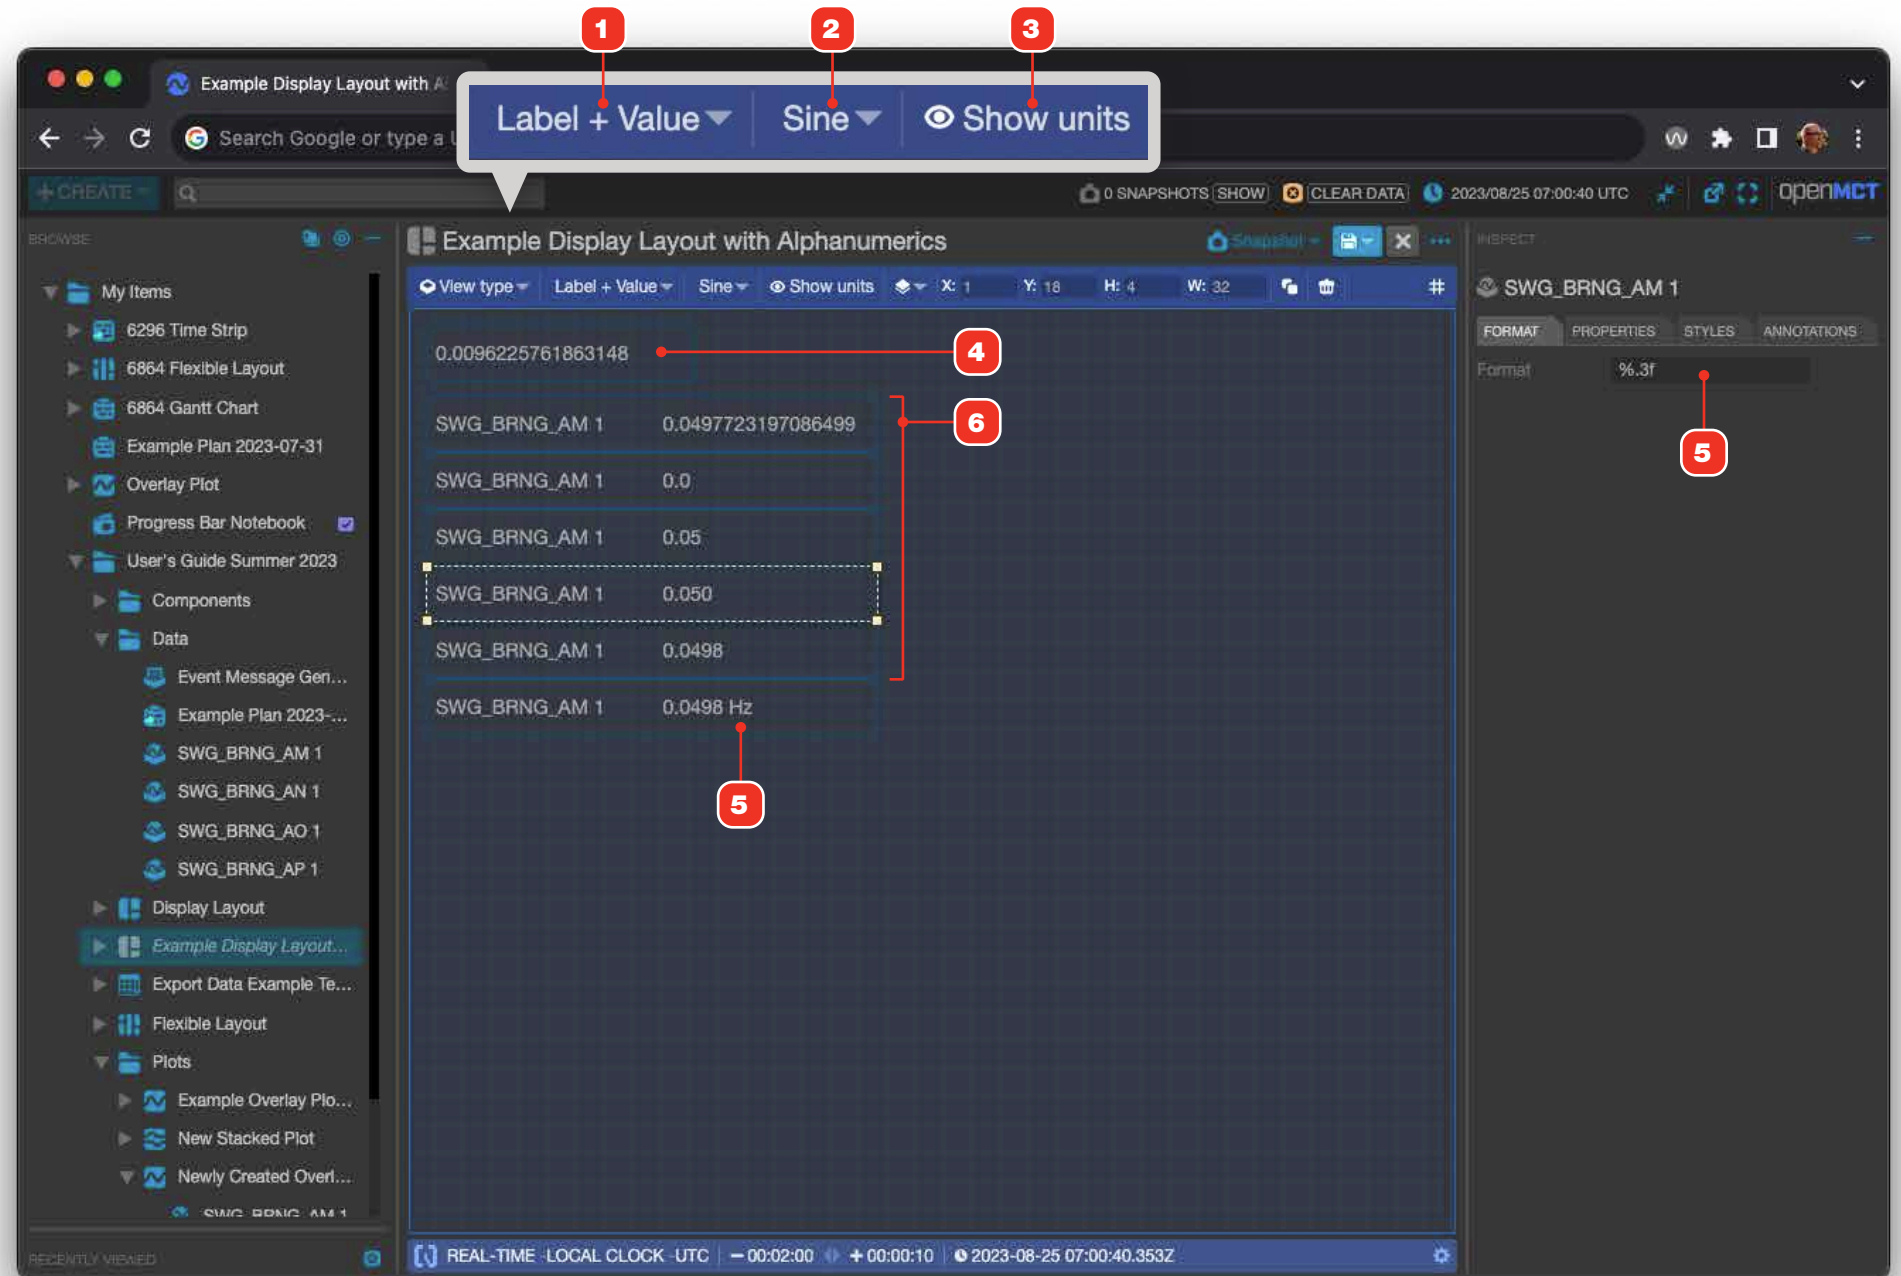 1
2
3
Example Display Layout with A
Label + Value
Sine
Show units
Search Google or type a U
+ CREATE
0 SNAPSHOTS SHOW
CLEAR DATA
2023/08/25 07:00:40 UTC
openMCT
BROWSE
Example Display Layout with Alphanumerics
Snapshot
INSPECT
My Items
6296 Time Strip
6864 Flexible Layout
6864 Gantt Chart
Example Plan 2023-07-31
Overlay Plot
Progress Bar Notebook
User's Guide Summer 2023
Components
Data
Event Message Gen...
Example Plan 2023-...
SWG_BRNG_AM 1
SWG_BRNG_AN 1
SWG_BRNG_AO 1
SWG_BRNG_AP 1
Display Layout
Example Display Layout...
Export Data Example Te...
Flexible Layout
Plots
Example Overlay Plo...
New Stacked Plot
Newly Created Overl...
SWG_BRNG_AM 1
RECENTLY VIEWED
View type Label + Value Sine Show units X: 1 Y: 18 H: 4 W: 32 #
0.0096225761863148
4
SWG_BRNG_AM 1 0.0497723197086499
6
SWG_BRNG_AM 1 0.0
SWG_BRNG_AM 1 0.05
SWG_BRNG_AM 1 0.050
SWG_BRNG_AM 1 0.0498
SWG_BRNG_AM 1 0.0498 Hz
5
SWG_BRNG_AM 1
FORMAT PROPERTIES STYLES ANNOTATIONS
Format %.3f
5
REAL-TIME LOCAL CLOCK UTC - 00:02:00 + 00:00:10 2023-08-25 07:00:40.353Z